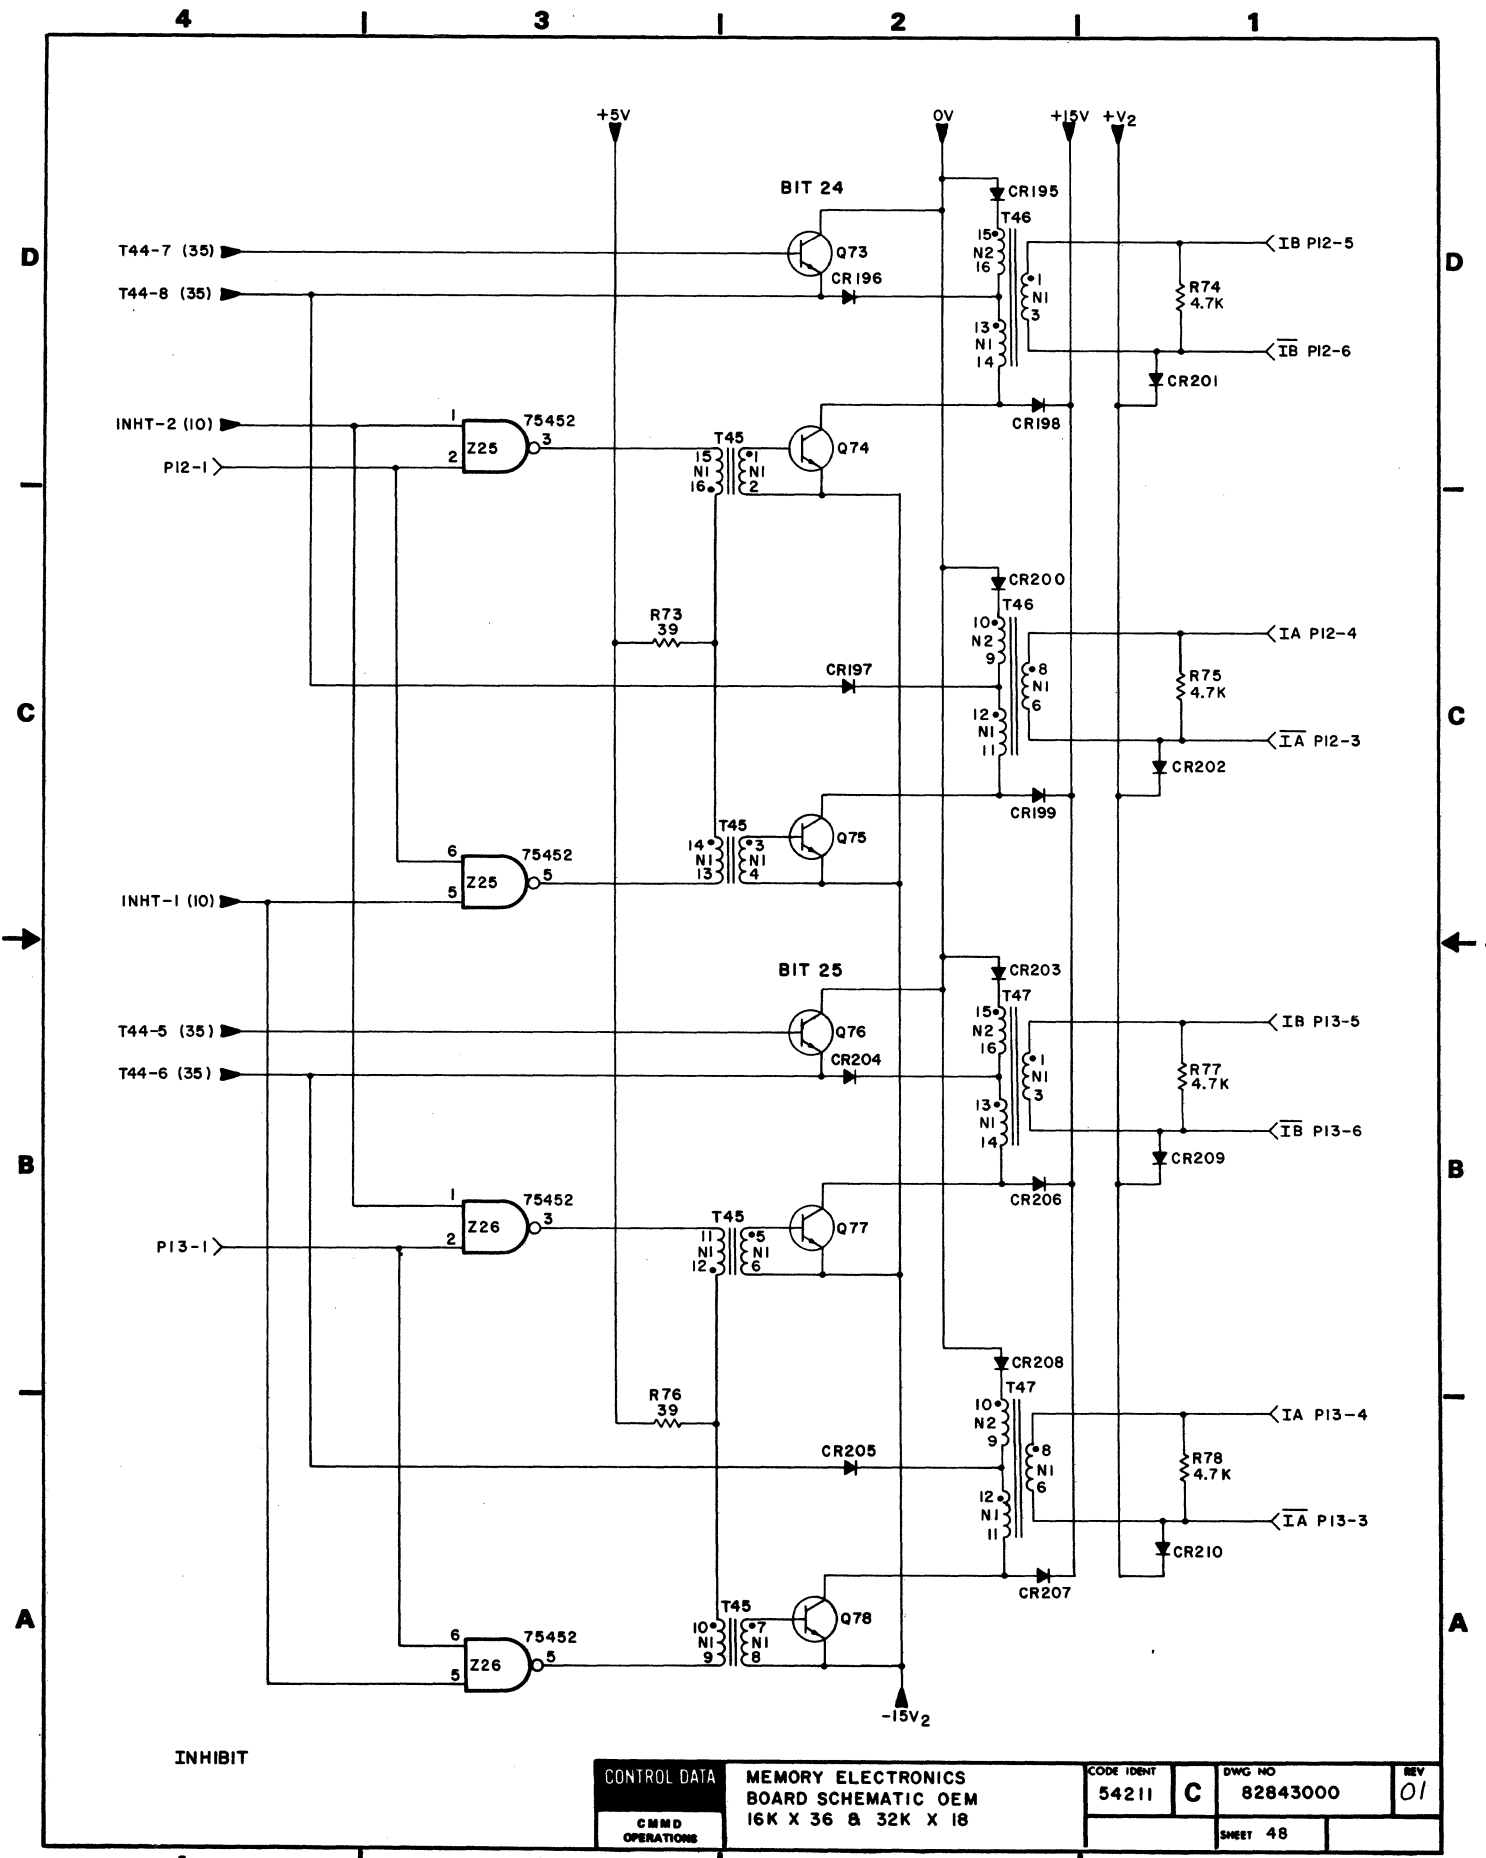 4 3 2 1
+5V 0V +15V +V2
BIT 24
CR195
T46
T44-7 (35)
Q73
15
N2
16
IB P12-5
CR196
1
N1
3
R74
4.7K
T44-8 (35)
13
N1
14
I̅B̅ P12-6
CR201
D D
INHT-2 (10)
1
75452
Z25
3
2
P12-1
T45
15
N1
16
1
N1
2
Q74
CR198
CR200
T46
R73
39
10
N2
9
IA P12-4
CR197
8
N1
6
R75
4.7K
12
N1
11
I̅A̅ P12-3
CR202
C C
CR199
T45
14
N1
13
3
N1
4
Q75
6
75452
Z25
5
5
INHT-1 (10)
BIT 25
CR203
T47
T44-5 (35)
Q76
15
N2
16
IB P13-5
CR204
1
N1
3
R77
4.7K
T44-6 (35)
13
N1
14
I̅B̅ P13-6
CR209
B B
CR206
1
75452
Z26
3
2
P13-1
T45
11
N1
12
5
N1
6
Q77
CR208
T47
R76
39
10
N2
9
IA P13-4
CR205
8
N1
6
R78
4.7K
12
N1
11
I̅A̅ P13-3
CR210
CR207
A A
T45
10
N1
9
7
N1
8
Q78
6
75452
Z26
5
5
-15V2
INHIBIT
CONTROL DATA
CMMD
OPERATIONS
MEMORY ELECTRONICS
BOARD SCHEMATIC OEM
16K X 36 & 32K X 18
CODE IDENT
54211
C
DWG NO
82843000
REV
01
SHEET 48